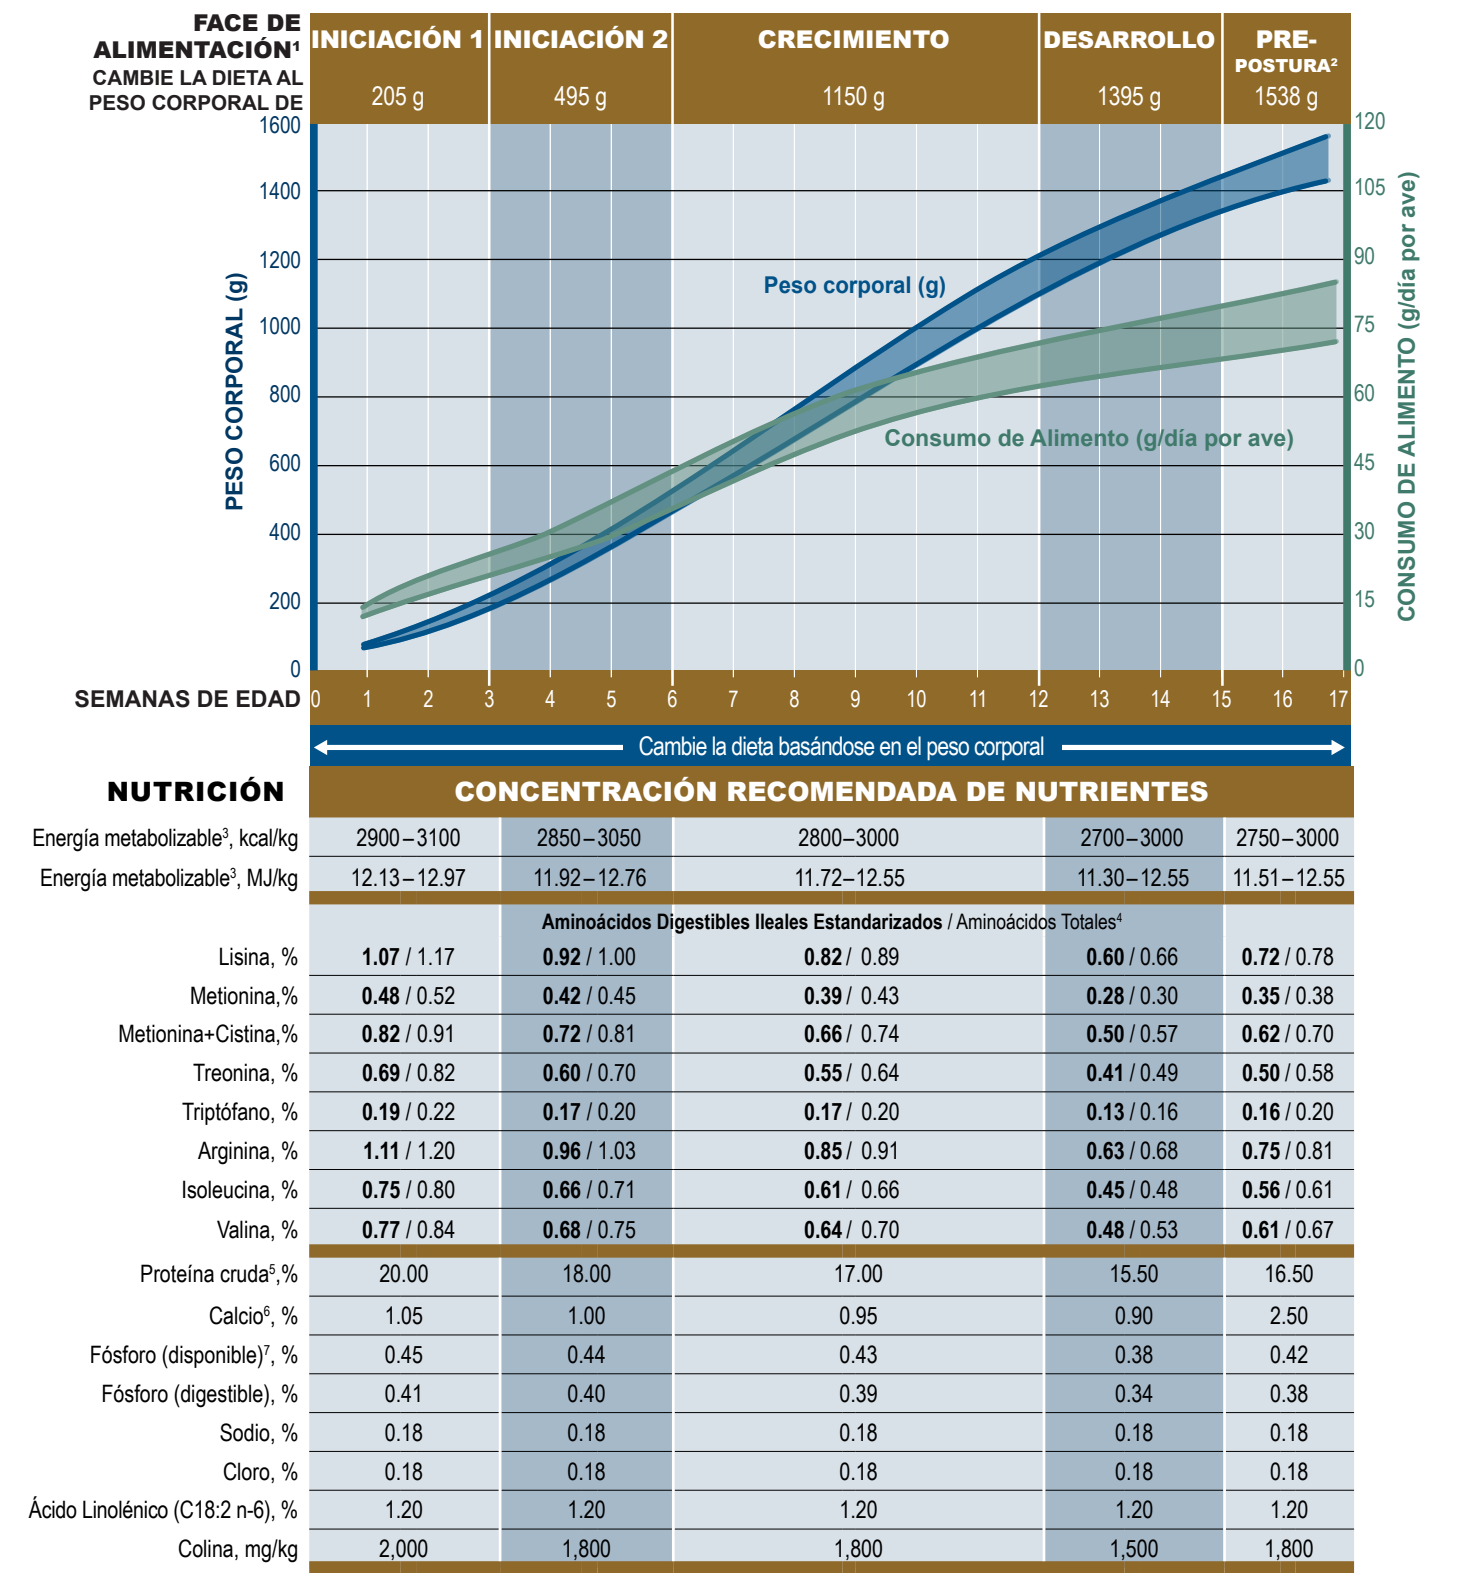 FACE DE ALIMENTACIÓN¹
INICIACIÓN 1 INICIACIÓN 2 CRECIMIENTO DESARROLLO PRE-POSTURA²
CAMBIE LA DIETA AL PESO CORPORAL DE
205 g 495 g 1150 g 1395 g 1538 g
PESO CORPORAL (g)
1600
1400
1200
1000
800
600
400
200
0
Peso corporal (g)
Consumo de Alimento (g/día por ave)
120
105
90
75
60
45
30
15
0
CONSUMO DE ALIMENTO (g/día por ave)
SEMANAS DE EDAD 0 1 2 3 4 5 6 7 8 9 10 11 12 13 14 15 16 17
Cambie la dieta basándose en el peso corporal
NUTRICIÓN CONCENTRACIÓN RECOMENDADA DE NUTRIENTES
Energía metabolizable³, kcal/kg 2900–3100 2850–3050 2800–3000 2700–3000 2750–3000
Energía metabolizable³, MJ/kg 12.13–12.97 11.92–12.76 11.72–12.55 11.30–12.55 11.51–12.55
Aminoácidos Digestibles Ileales Estandarizados / Aminoácidos Totales⁴
Lisina, % 1.07 / 1.17 0.92 / 1.00 0.82 / 0.89 0.60 / 0.66 0.72 / 0.78
Metionina,% 0.48 / 0.52 0.42 / 0.45 0.39 / 0.43 0.28 / 0.30 0.35 / 0.38
Metionina+Cistina,% 0.82 / 0.91 0.72 / 0.81 0.66 / 0.74 0.50 / 0.57 0.62 / 0.70
Treonina, % 0.69 / 0.82 0.60 / 0.70 0.55 / 0.64 0.41 / 0.49 0.50 / 0.58
Triptófano, % 0.19 / 0.22 0.17 / 0.20 0.17 / 0.20 0.13 / 0.16 0.16 / 0.20
Arginina, % 1.11 / 1.20 0.96 / 1.03 0.85 / 0.91 0.63 / 0.68 0.75 / 0.81
Isoleucina, % 0.75 / 0.80 0.66 / 0.71 0.61 / 0.66 0.45 / 0.48 0.56 / 0.61
Valina, % 0.77 / 0.84 0.68 / 0.75 0.64 / 0.70 0.48 / 0.53 0.61 / 0.67
Proteína cruda⁵,% 20.00 18.00 17.00 15.50 16.50
Calcio⁶, % 1.05 1.00 0.95 0.90 2.50
Fósforo (disponible)⁷, % 0.45 0.44 0.43 0.38 0.42
Fósforo (digestible), % 0.41 0.40 0.39 0.34 0.38
Sodio, % 0.18 0.18 0.18 0.18 0.18
Cloro, % 0.18 0.18 0.18 0.18 0.18
Ácido Linolénico (C18:2 n-6), % 1.20 1.20 1.20 1.20 1.20
Colina, mg/kg 2,000 1,800 1,800 1,500 1,800